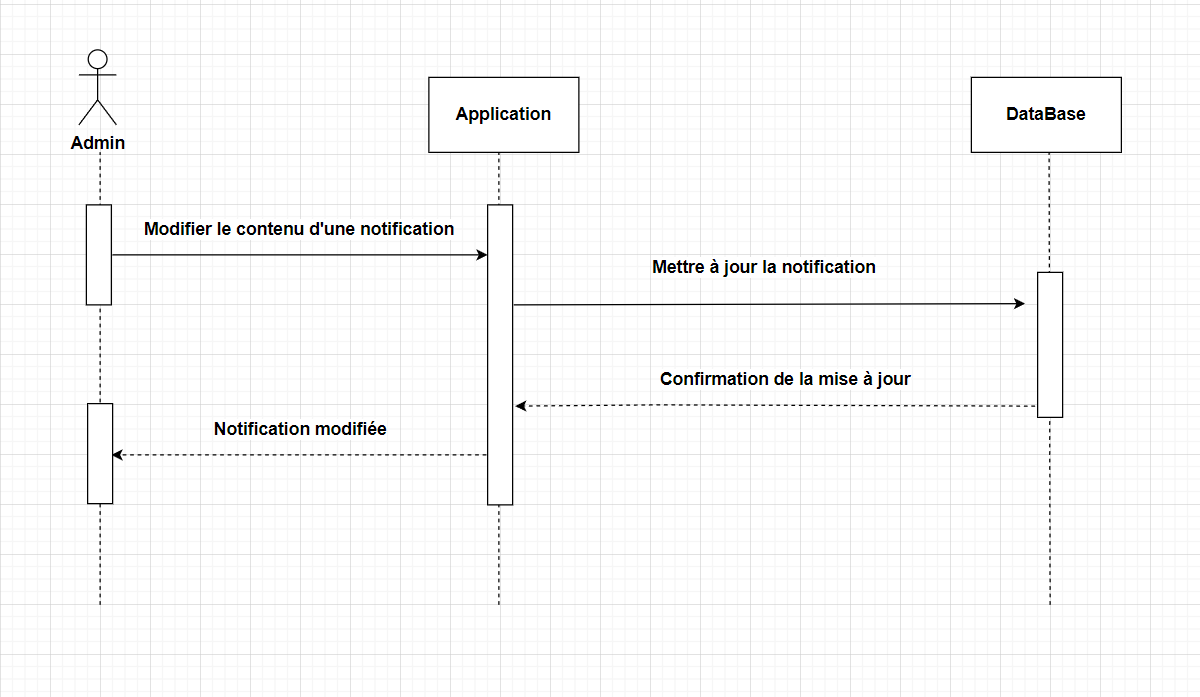 Admin
Application
DataBase
Modifier le contenu d'une notification
Mettre à jour la notification
Confirmation de la mise à jour
Notification modifiée